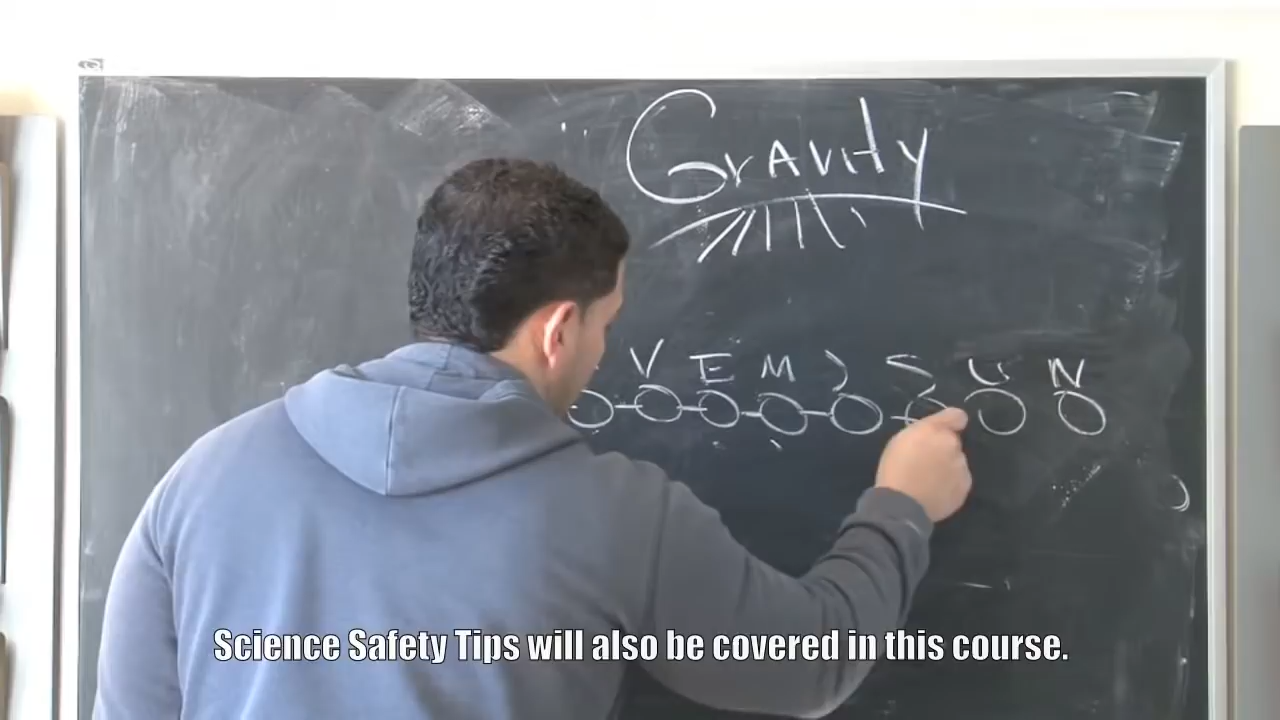 Gravity
V E M J S U N
Science Safety Tips will also be covered in this course.